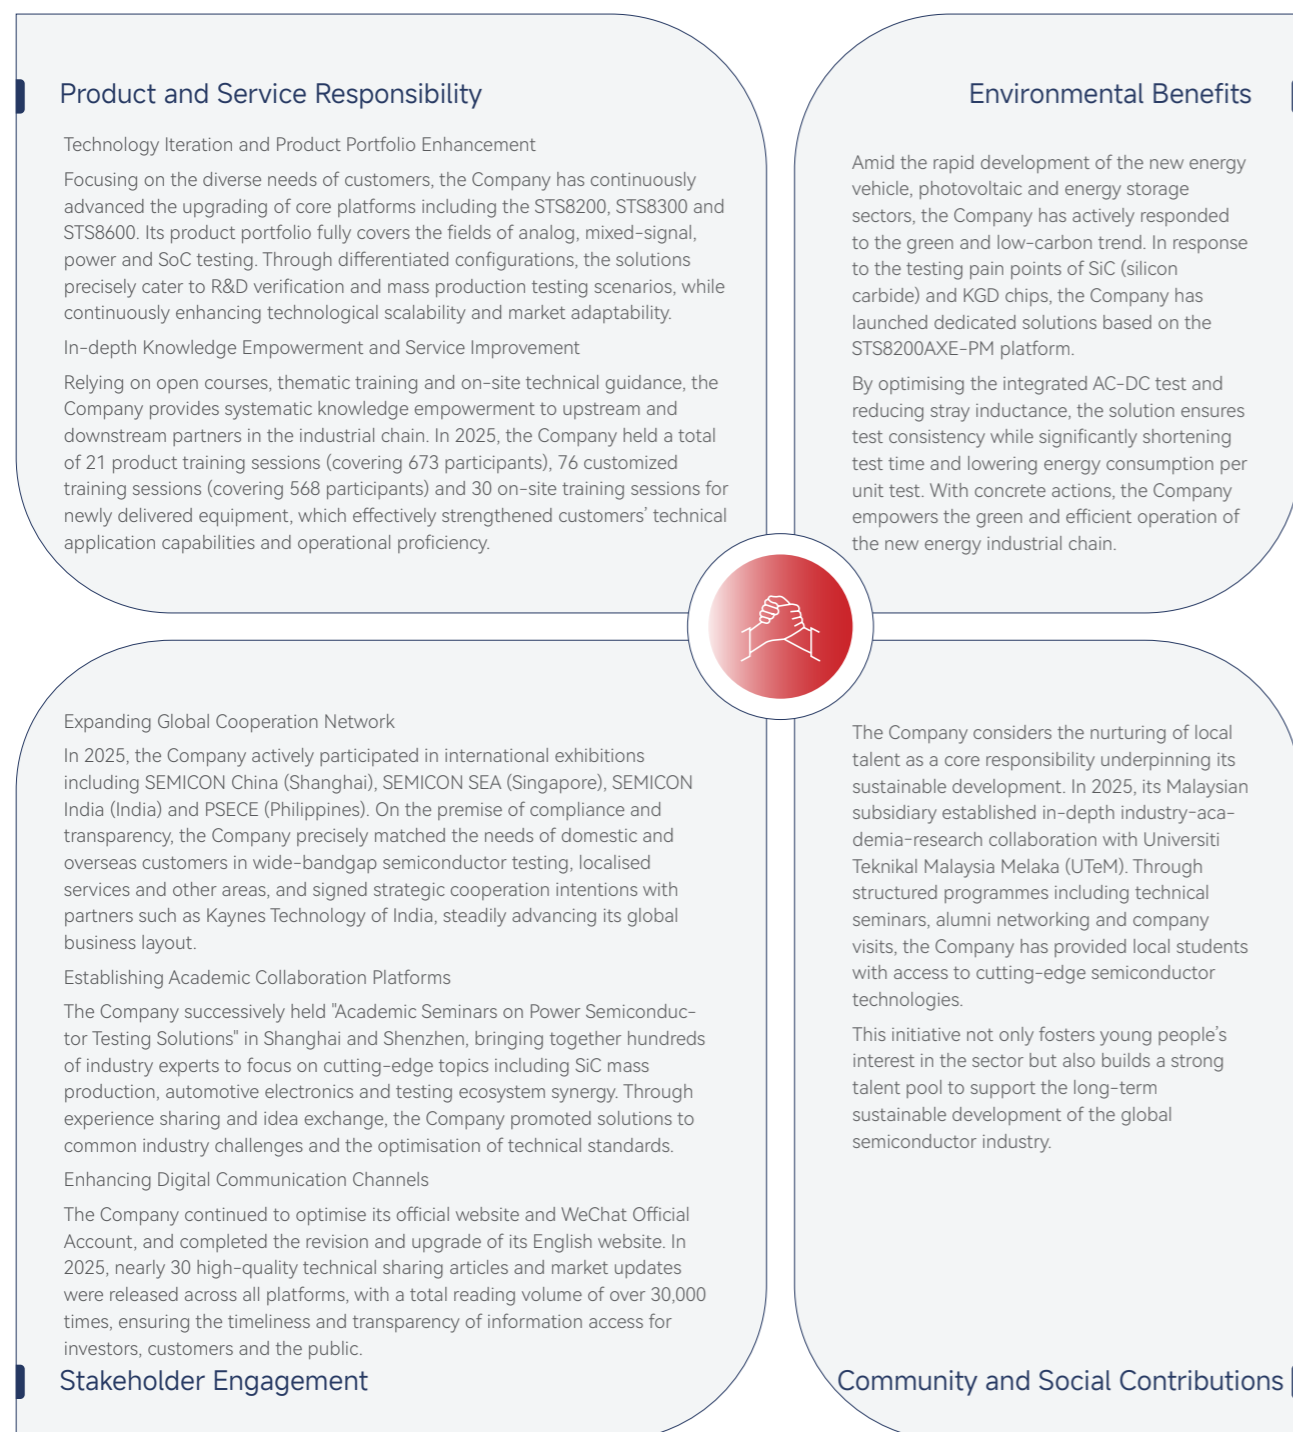 Product and Service Responsibility
Technology Iteration and Product Portfolio Enhancement
Focusing on the diverse needs of customers, the Company has continuously
advanced the upgrading of core platforms including the STS8200, STS8300 and
STS8600. Its product portfolio fully covers the fields of analog, mixed-signal,
power and SoC testing. Through differentiated configurations, the solutions
precisely cater to R&D verification and mass production testing scenarios, while
continuously enhancing technological scalability and market adaptability.
In-depth Knowledge Empowerment and Service Improvement
Relying on open courses, thematic training and on-site technical guidance, the
Company provides systematic knowledge empowerment to upstream and
downstream partners in the industrial chain. In 2025, the Company held a total
of 21 product training sessions (covering 673 participants), 76 customized
training sessions (covering 568 participants) and 30 on-site training sessions for
newly delivered equipment, which effectively strengthened customers’ technical
application capabilities and operational proficiency.
Environmental Benefits
Amid the rapid development of the new energy
vehicle, photovoltaic and energy storage
sectors, the Company has actively responded
to the green and low-carbon trend. In response
to the testing pain points of SiC (silicon
carbide) and KGD chips, the Company has
launched dedicated solutions based on the
STS8200AXE-PM platform.
By optimising the integrated AC-DC test and
reducing stray inductance, the solution ensures
test consistency while significantly shortening
test time and lowering energy consumption per
unit test. With concrete actions, the Company
empowers the green and efficient operation of
the new energy industrial chain.
Expanding Global Cooperation Network
In 2025, the Company actively participated in international exhibitions
including SEMICON China (Shanghai), SEMICON SEA (Singapore), SEMICON
India (India) and PSECE (Philippines). On the premise of compliance and
transparency, the Company precisely matched the needs of domestic and
overseas customers in wide-bandgap semiconductor testing, localised
services and other areas, and signed strategic cooperation intentions with
partners such as Kaynes Technology of India, steadily advancing its global
business layout.
Establishing Academic Collaboration Platforms
The Company successively held "Academic Seminars on Power Semiconduc-
tor Testing Solutions" in Shanghai and Shenzhen, bringing together hundreds
of industry experts to focus on cutting-edge topics including SiC mass
production, automotive electronics and testing ecosystem synergy. Through
experience sharing and idea exchange, the Company promoted solutions to
common industry challenges and the optimisation of technical standards.
Enhancing Digital Communication Channels
The Company continued to optimise its official website and WeChat Official
Account, and completed the revision and upgrade of its English website. In
2025, nearly 30 high-quality technical sharing articles and market updates
were released across all platforms, with a total reading volume of over 30,000
times, ensuring the timeliness and transparency of information access for
investors, customers and the public.
Stakeholder Engagement
The Company considers the nurturing of local
talent as a core responsibility underpinning its
sustainable development. In 2025, its Malaysian
subsidiary established in-depth industry-aca-
demia-research collaboration with Universiti
Teknikal Malaysia Melaka (UTeM). Through
structured programmes including technical
seminars, alumni networking and company
visits, the Company has provided local students
with access to cutting-edge semiconductor
technologies.
This initiative not only fosters young people’s
interest in the sector but also builds a strong
talent pool to support the long-term
sustainable development of the global
semiconductor industry.
Community and Social Contributions